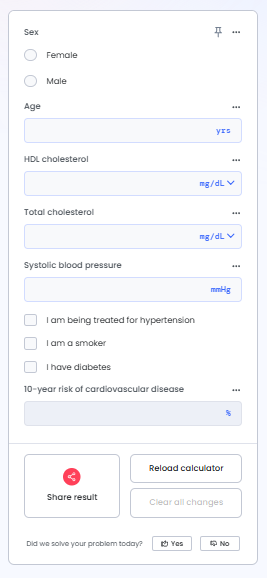 Sex
Female
Male
Age
yrs
HDL cholesterol
mg/dL
Total cholesterol
mg/dL
Systolic blood pressure
mmHg
I am being treated for hypertension
I am a smoker
I have diabetes
10-year risk of cardiovascular disease
%
Share result
Reload calculator
Clear all changes
Did we solve your problem today? Yes No